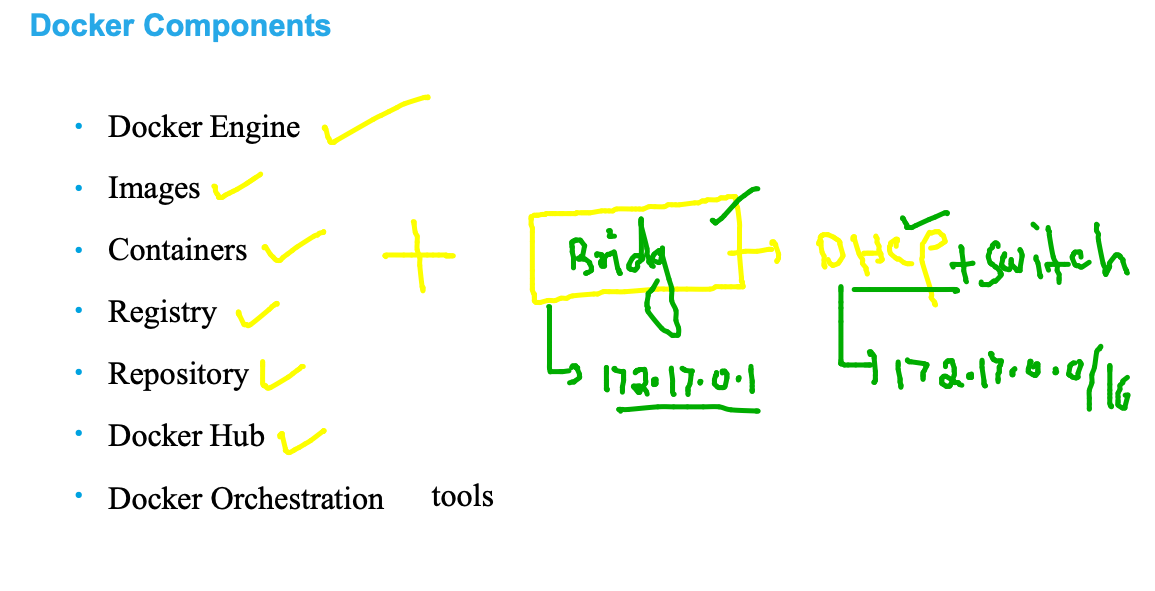 Docker Components
• Docker Engine
• Images
• Containers
• Registry
• Repository
• Docker Hub
• Docker Orchestration tools
+ Bridg → DHCP + switch
172.17.0.1
172.17.0.0/16